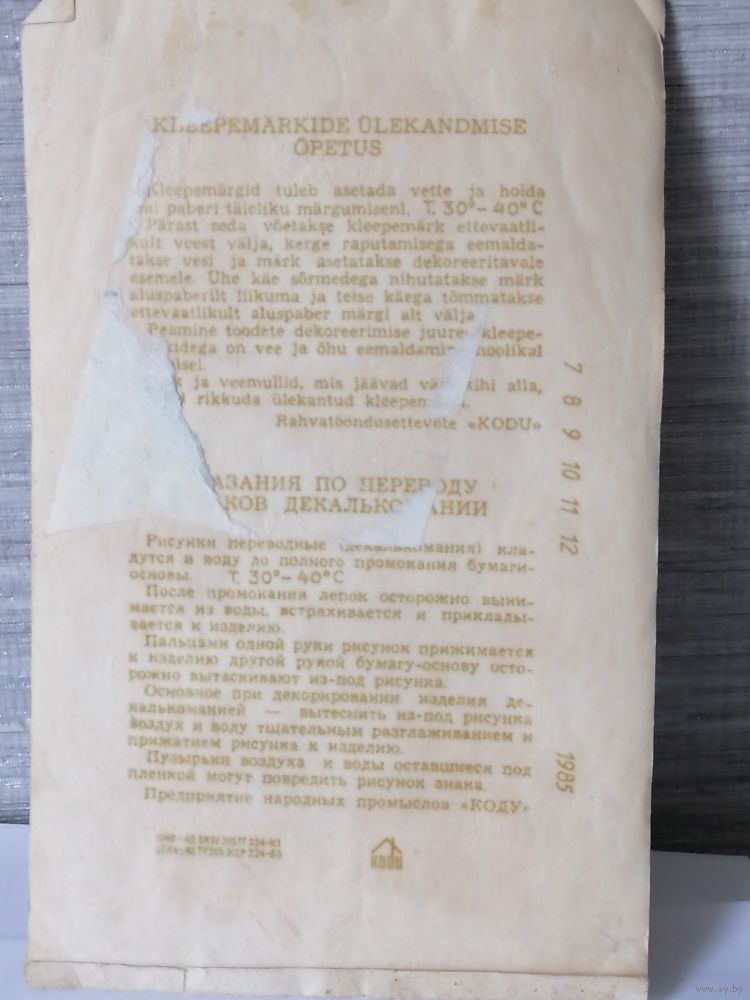 KLEEPEMÄRKIDE ÜLEKANDMISE
ÕPETUS
Kleepemärgid tuleb asetada vette ja hoida
paberi täieliku märgumiseni. T. 30°-40°C
Pärast seda võetakse kleepemärk ettevaatli-
kult veest välja, kerge raputamisega eemalda-
takse vesi ja märk asetatakse dekoreeritavale
esemele. Ühe käe sõrmedega nihutatakse märk
aluspaberilt liikuma ja teise käega tõmmatakse
ettevaatlikult aluspaber märgi alt välja
Peamine toodete dekoreerimise juures kleepe-
on vee ja õhu eemaldami hoolikal
ja veemullid, mis jäävad alla,
rikkuda ülekantud
Rahvatööndusettevõte «KODU»
АЗАНИЯ ПО ПЕРЕВОДУ
КОВ ДЕКАЛЬКОМАНИИ
Рисунки переводные (декалькомания) кла-
дутся в воду до полного промокания бумаги-
основы. Т. 30°-40°С
После промокания лепок осторожно выни-
мается из воды, встряхивается и прикладе-
вается к изделию.
Пальцами одной руки рисунок прижимается
к изделию другой рукой бумагу-основу осто-
рожно вытаскивают из-под рисунка.
Основное при декорировании изделия де-
калькоманией — вытеснить из-под рисунка
воздух и воду тщательным разглаживанием и
прижатием рисунка к изделию.
Пузырьки воздуха и воды оставшиеся под
пленкой могут повредить рисунок знака.
Предприятие народных промыслов «КОДУ»
KODU
7 8 9 10 11 12
1985
www.ay.by